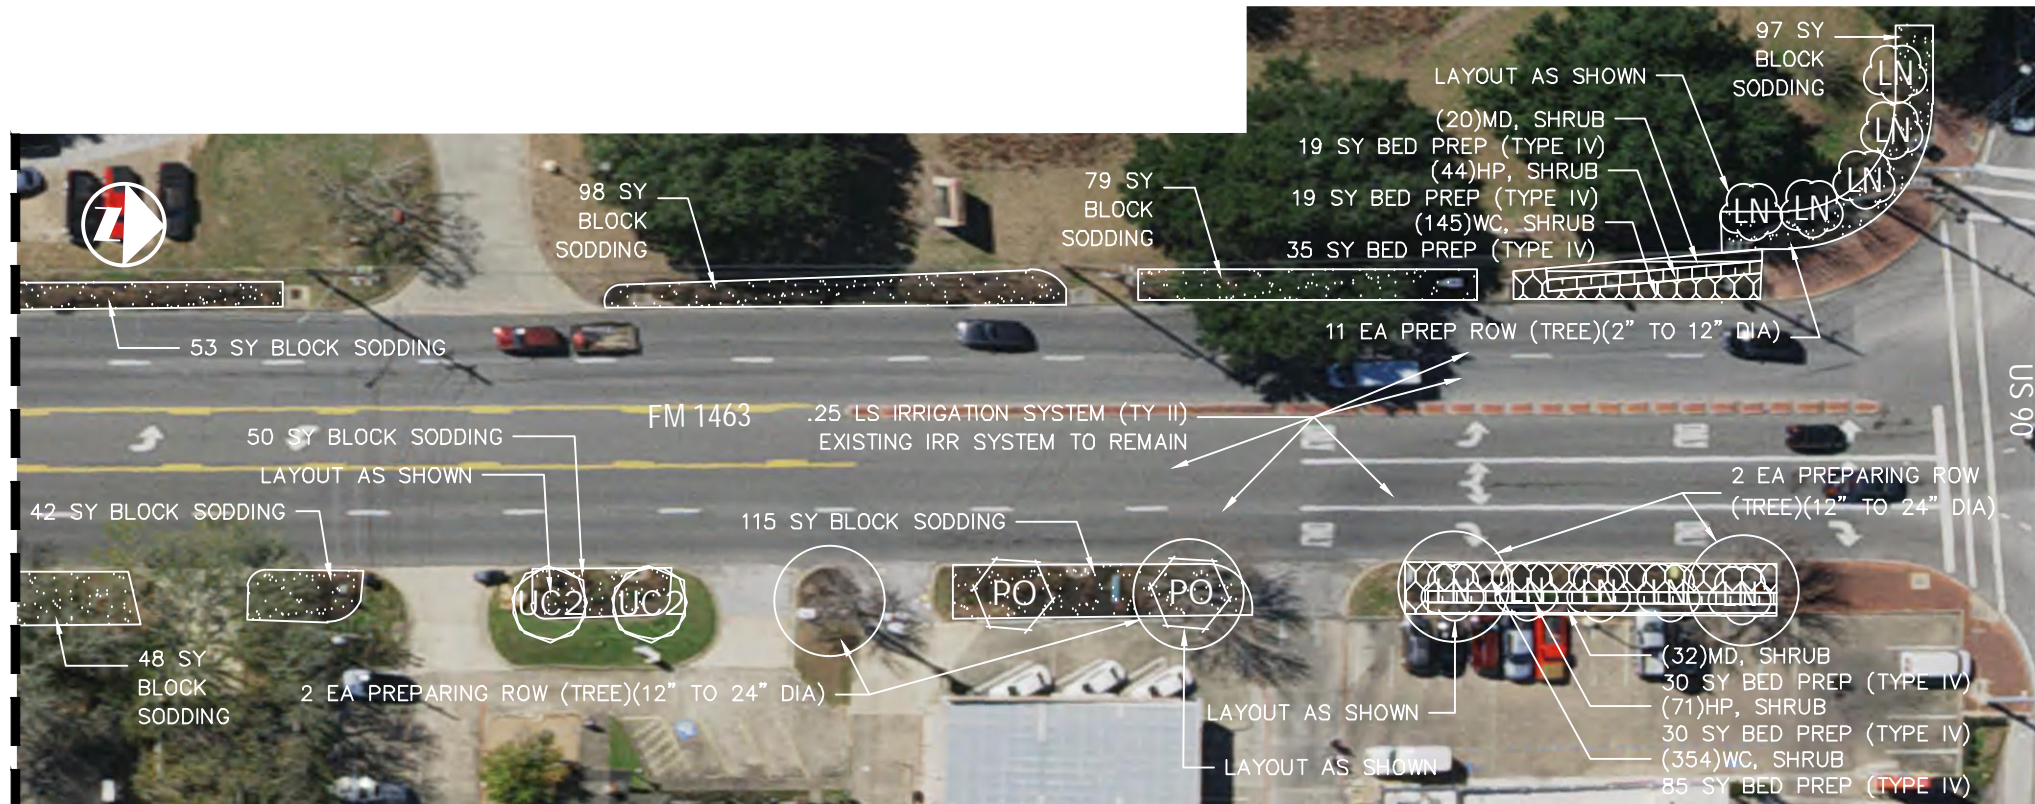 97 SY
BLOCK
SODDING
LAYOUT AS SHOWN
(20)MD, SHRUB
19 SY BED PREP (TYPE IV)
(44)HP, SHRUB
19 SY BED PREP (TYPE IV)
(145)WC, SHRUB
35 SY BED PREP (TYPE IV)
LN
LN
LN
LN
LN
98 SY
BLOCK
SODDING
79 SY
BLOCK
SODDING
Z
53 SY BLOCK SODDING
11 EA PREP ROW (TREE)(2" TO 12" DIA)
US 90
FM 1463
.25 LS IRRIGATION SYSTEM (TY II)
EXISTING IRR SYSTEM TO REMAIN
50 SY BLOCK SODDING
LAYOUT AS SHOWN
42 SY BLOCK SODDING
115 SY BLOCK SODDING
2 EA PREPARING ROW
(TREE)(12" TO 24" DIA)
UC2
UC2
PO
PO
LN
LN
LN
LN
LN
48 SY
BLOCK
SODDING
2 EA PREPARING ROW (TREE)(12" TO 24" DIA)
LAYOUT AS SHOWN
LAYOUT AS SHOWN
(32)MD, SHRUB
30 SY BED PREP (TYPE IV)
(71)HP, SHRUB
30 SY BED PREP (TYPE IV)
(354)WC, SHRUB
85 SY BED PREP (TYPE IV)